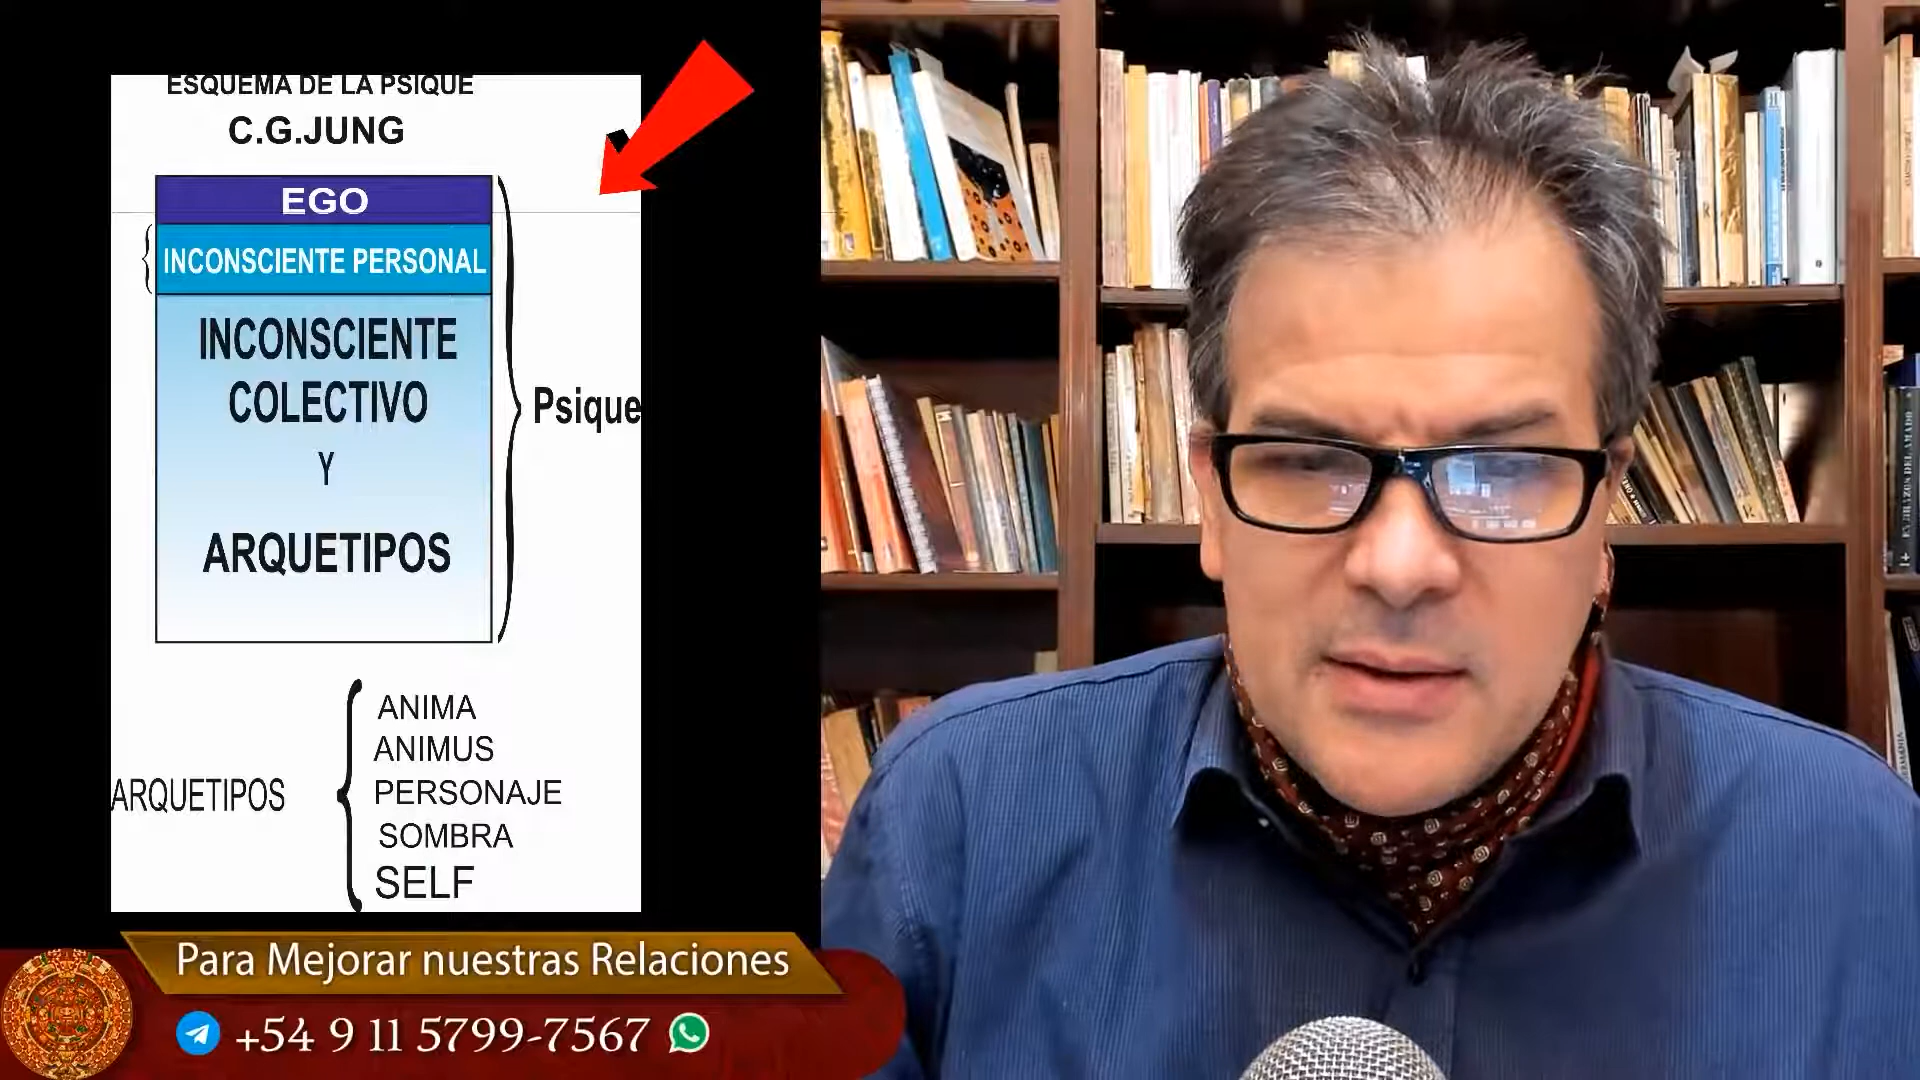 ESQUEMA DE LA PSIQUE
C.G.JUNG
EGO
INCONSCIENTE PERSONAL
INCONSCIENTE
COLECTIVO
Y
ARQUETIPOS
Psique
ARQUETIPOS
ANIMA
ANIMUS
PERSONAJE
SOMBRA
SELF
Para Mejorar nuestras Relaciones
+54 9 11 5799-7567